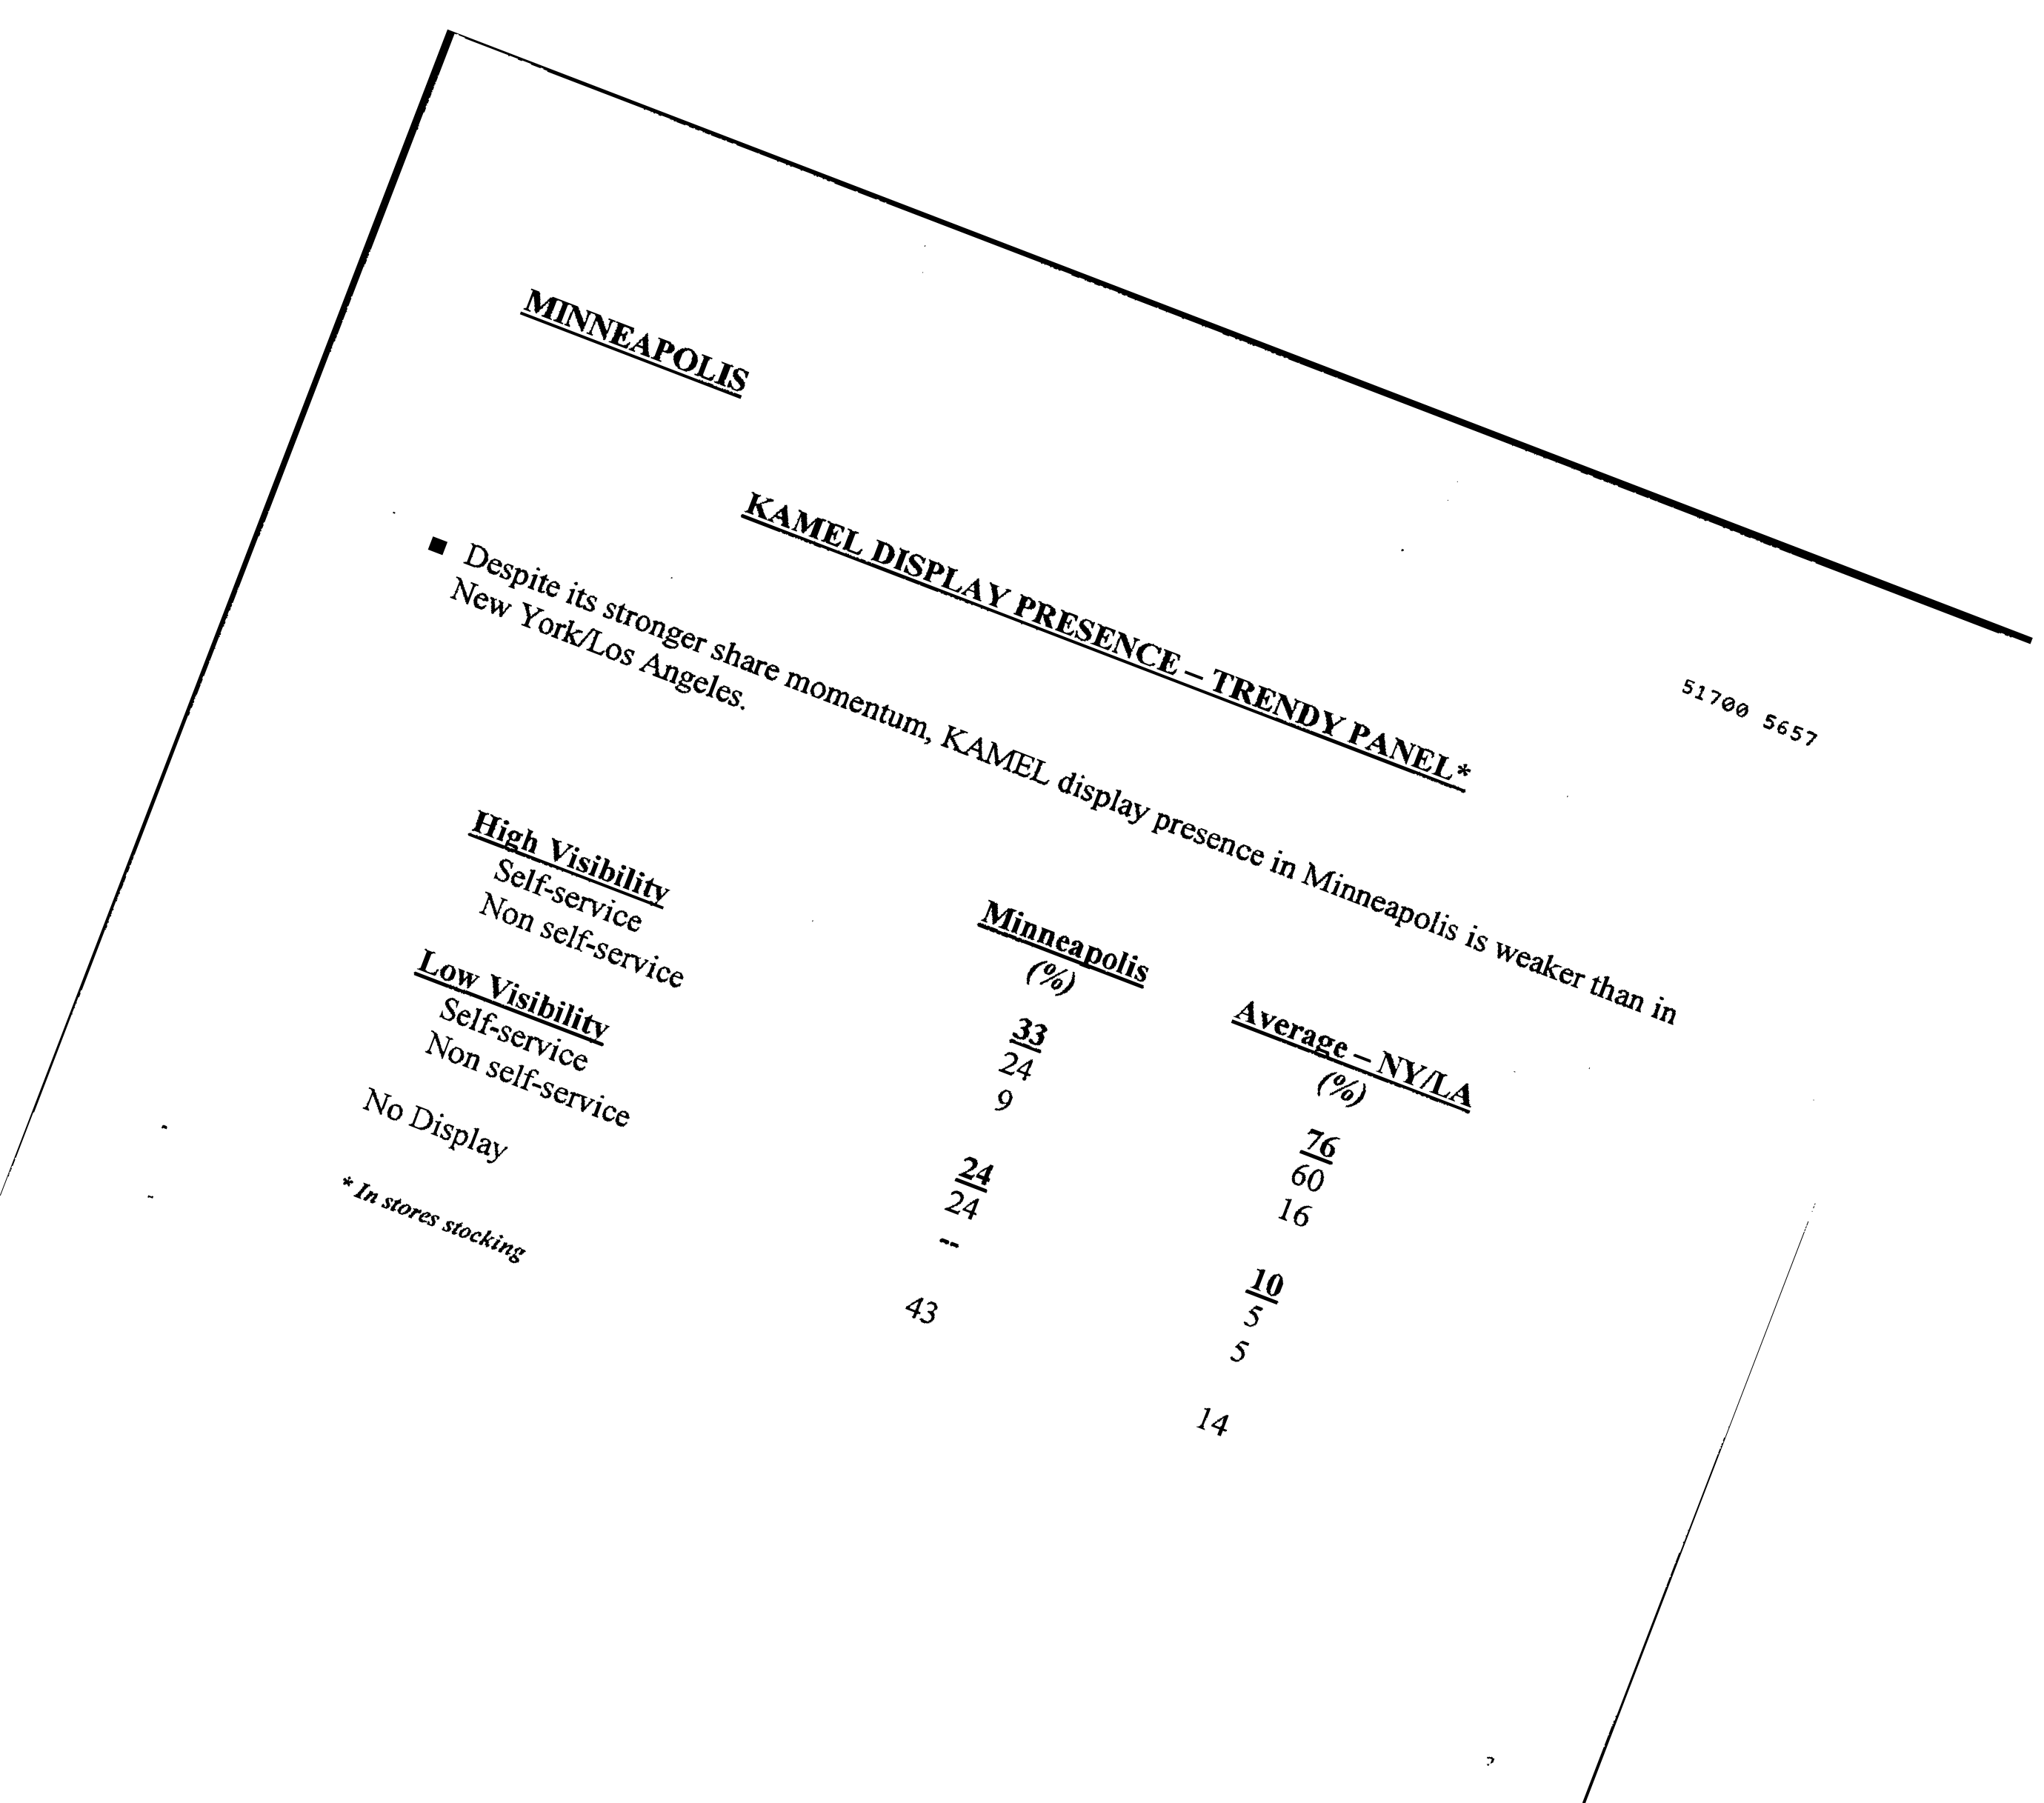 MINNEAPOLIS
51700 5657
KAMEL DISPLAY PRESENCE – TRENDY PANEL*
■ Despite its stronger share momentum, KAMEL display presence in Minneapolis is weaker than in
New York/Los Angeles.
Minneapolis Average – NY/LA
(%) (%)
High Visibility 33 76
Self-service 24 60
Non self-service 9 16
Low Visibility 24 10
Self-service 24 5
Non self-service -- 5
No Display 43 14
* In stores stocking